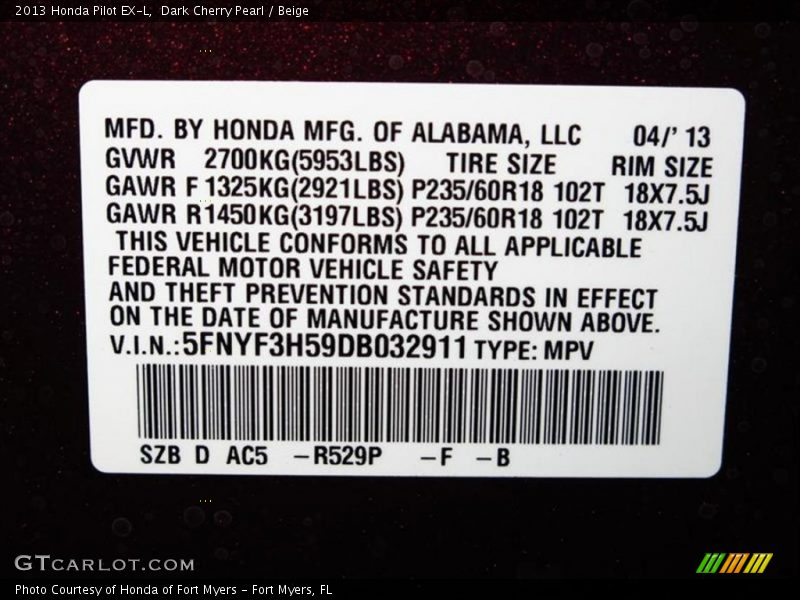 2013 Honda Pilot EX-L,  Dark Cherry Pearl / Beige
MFD. BY HONDA MFG. OF ALABAMA, LLC 04/' 13
GVWR 2700KG(5953LBS) TIRE SIZE RIM SIZE
GAWR F 1325KG(2921LBS) P235/60R18 102T 18X7.5J
GAWR R1450KG(3197LBS) P235/60R18 102T 18X7.5J
THIS VEHICLE CONFORMS TO ALL APPLICABLE
FEDERAL MOTOR VEHICLE SAFETY
AND THEFT PREVENTION STANDARDS IN EFFECT
ON THE DATE OF MANUFACTURE SHOWN ABOVE.
V.I.N.:5FNYF3H59DB032911 TYPE: MPV
SZB D AC5 -R529P -F -B
GTCARLOT.COM
Photo Courtesy of Honda of Fort Myers - Fort Myers, FL